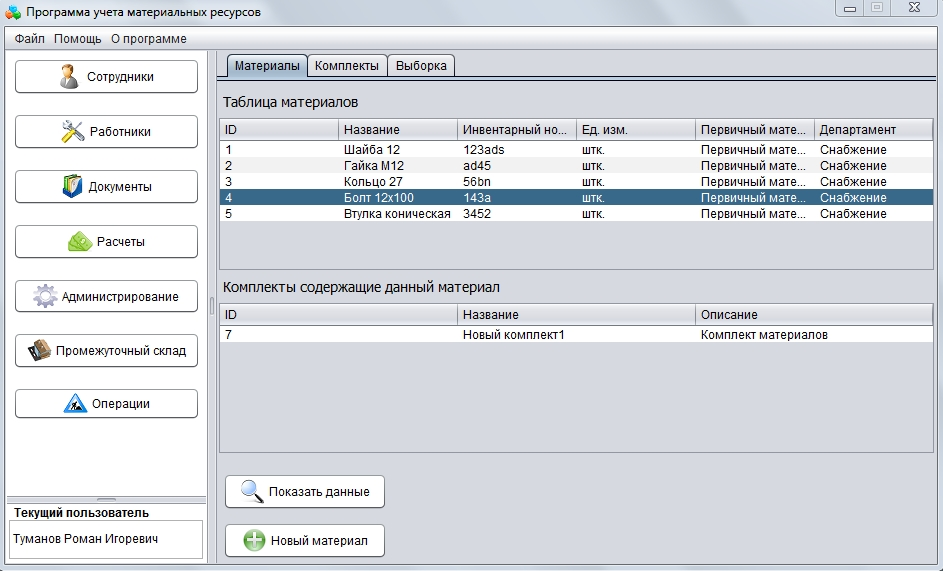 Программа учета материальных ресурсов
Файл Помощь О программе
Сотрудники
Работники
Документы
Расчеты
Администрирование
Промежуточный склад
Операции
Текущий пользователь
Туманов Роман Игоревич
Материалы Комплекты Выборка
Таблица материалов
ID Название Инвентарный но... Ед. изм. Первичный мате... Департамент
1 Шайба 12 123ads штк. Первичный мате... Снабжение
2 Гайка М12 ad45 штк. Первичный мате... Снабжение
3 Кольцо 27 56bn штк. Первичный мате... Снабжение
4 Болт 12х100 143a штк. Первичный мате... Снабжение
5 Втулка коническая 3452 штк. Первичный мате... Снабжение
Комплекты содержащие данный материал
ID Название Описание
7 Новый комплект1 Комплект материалов
Показать данные
Новый материал